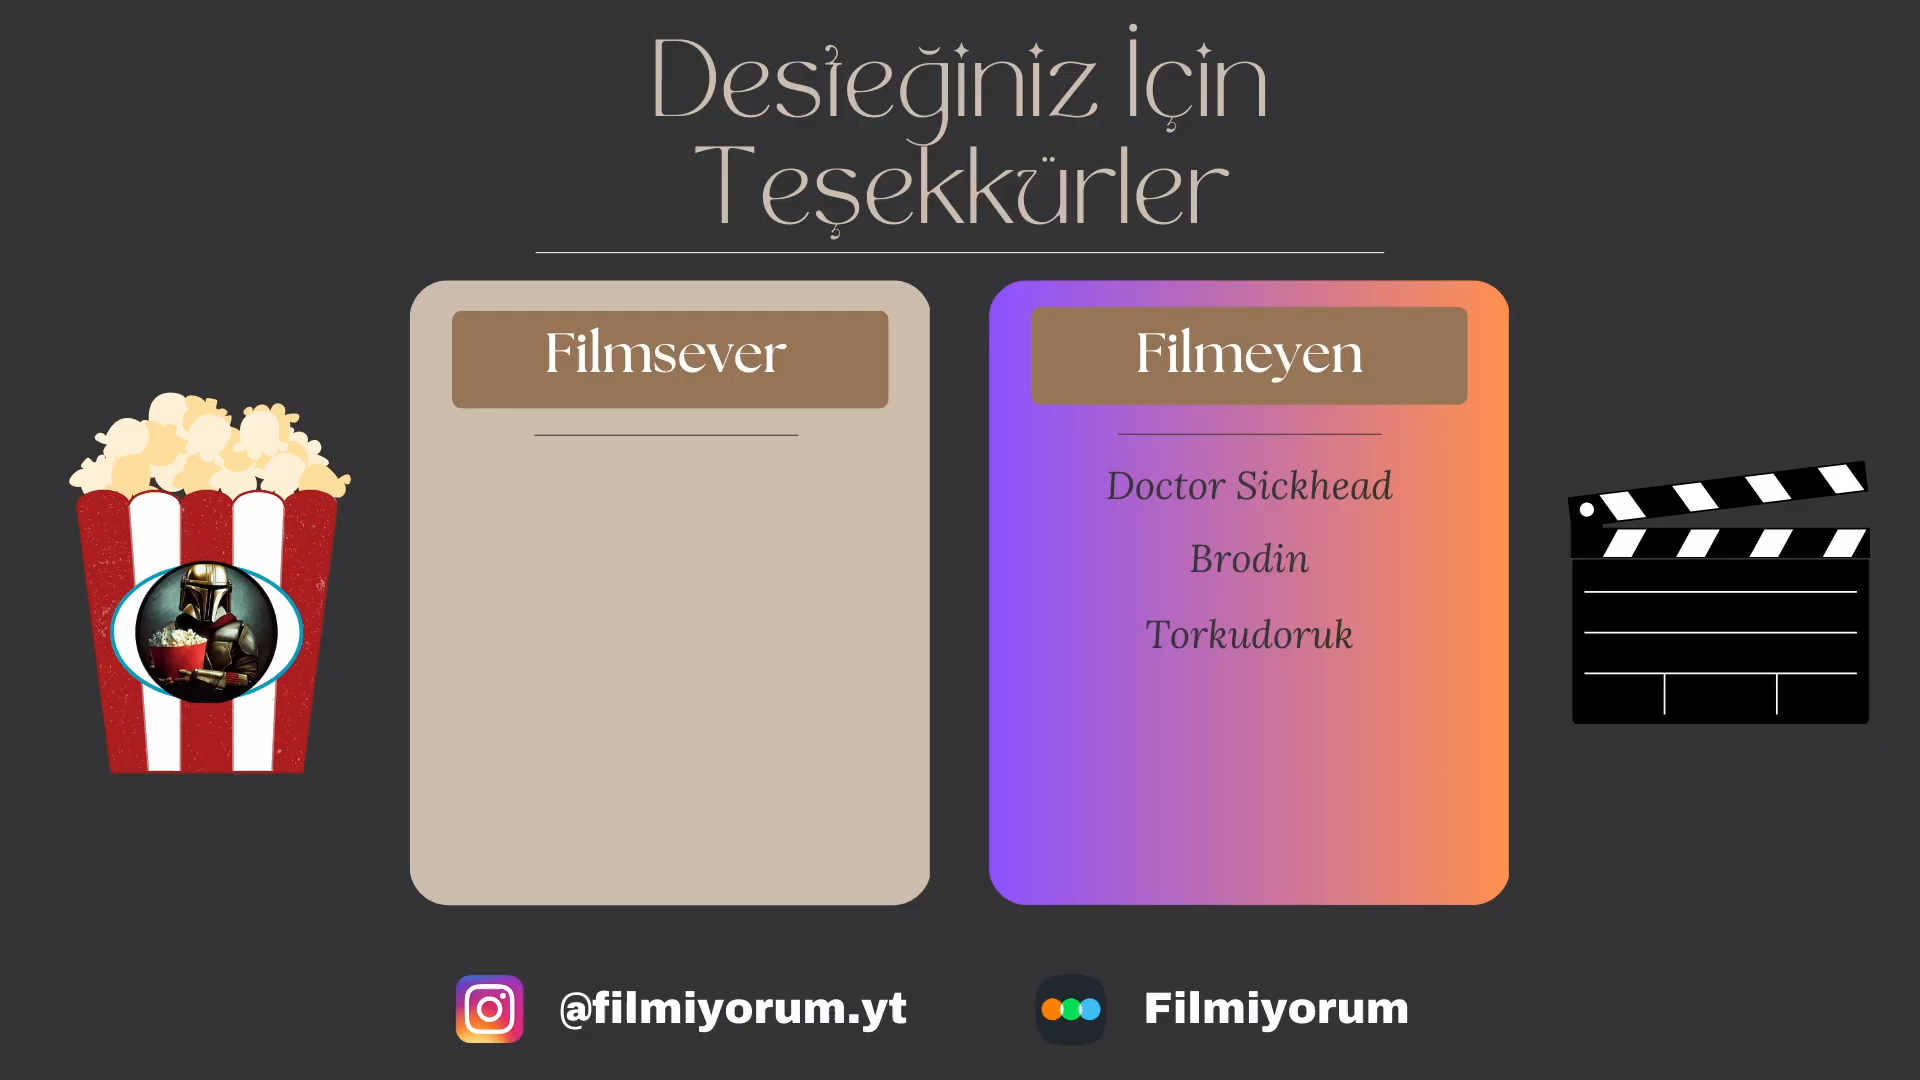 Desteğiniz İçin
Teşekkürler
Filmsever
Filmeyen
Doctor Sickhead
Brodin
Torkudoruk
@filmiyorum.yt
Filmiyorum